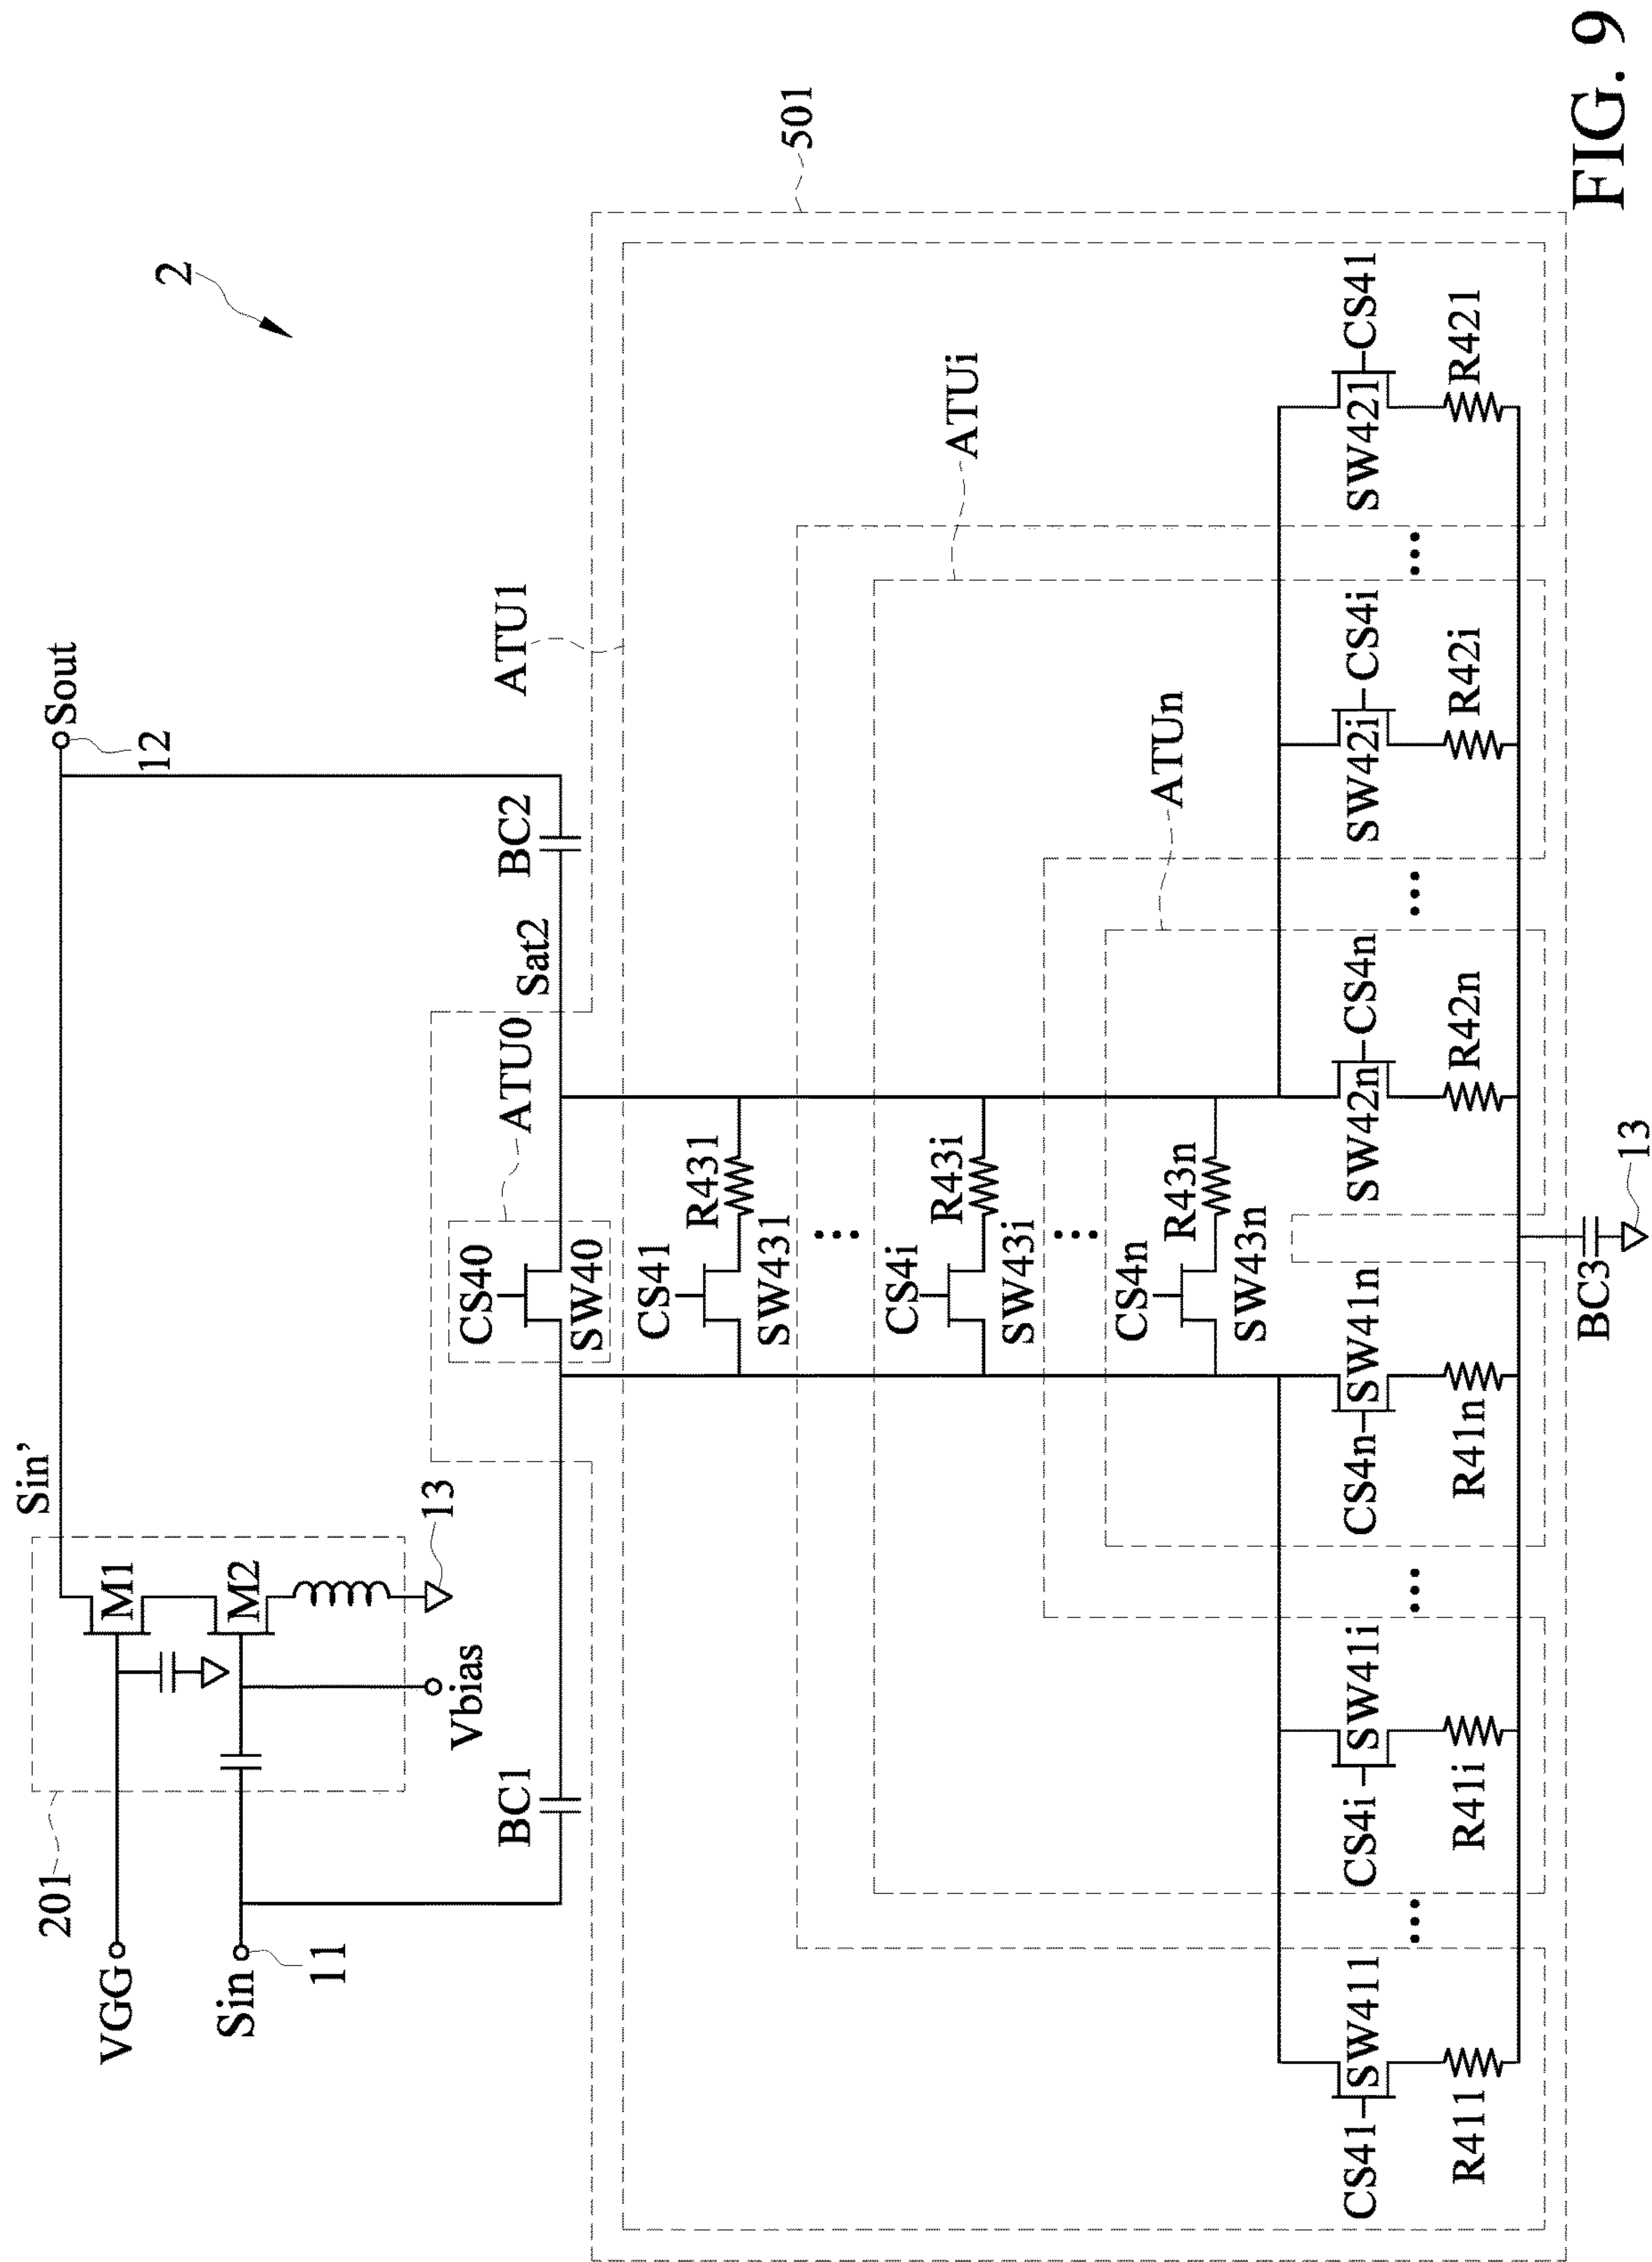 2
Sin’
Sout
12
VGG
201
M1
M2
Sin
11
13
Vbias
BC1
BC2
Sat2
ATU0
CS40
SW40
ATU1
501
CS41
R431
SW431
ATUi
CS4i
R43i
SW43i
ATUn
CS4n
R43n
SW43n
CS41
SW411
R411
CS4i
SW41i
R41i
CS4n
SW41n
R41n
SW42n
CS4n
R42n
SW42i
CS4i
R42i
SW421
CS41
R421
BC3
13
FIG. 9